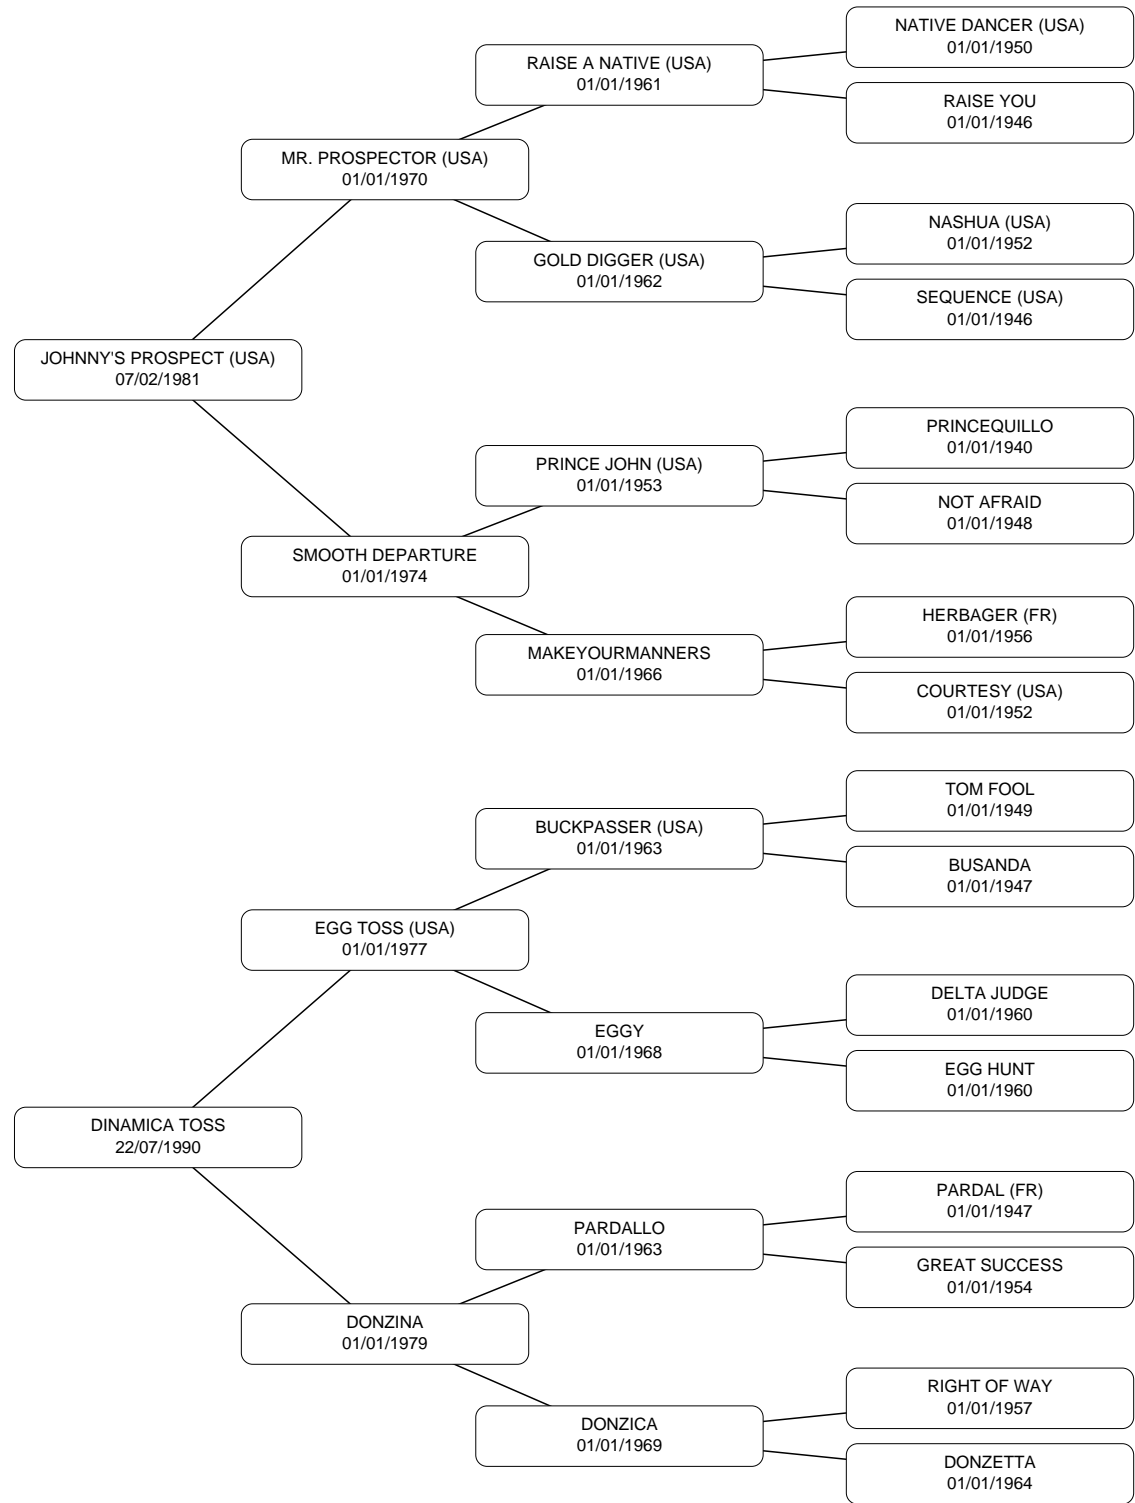 NATIVE DANCER (USA)
01/01/1950
RAISE A NATIVE (USA)
01/01/1961
RAISE YOU
01/01/1946
MR. PROSPECTOR (USA)
01/01/1970
NASHUA (USA)
01/01/1952
GOLD DIGGER (USA)
01/01/1962
SEQUENCE (USA)
01/01/1946
JOHNNY'S PROSPECT (USA)
07/02/1981
PRINCEQUILLO
01/01/1940
PRINCE JOHN (USA)
01/01/1953
NOT AFRAID
01/01/1948
SMOOTH DEPARTURE
01/01/1974
HERBAGER (FR)
01/01/1956
MAKEYOURMANNERS
01/01/1966
COURTESY (USA)
01/01/1952
TOM FOOL
01/01/1949
BUCKPASSER (USA)
01/01/1963
BUSANDA
01/01/1947
EGG TOSS (USA)
01/01/1977
DELTA JUDGE
01/01/1960
EGGY
01/01/1968
EGG HUNT
01/01/1960
DINAMICA TOSS
22/07/1990
PARDAL (FR)
01/01/1947
PARDALLO
01/01/1963
GREAT SUCCESS
01/01/1954
DONZINA
01/01/1979
RIGHT OF WAY
01/01/1957
DONZICA
01/01/1969
DONZETTA
01/01/1964